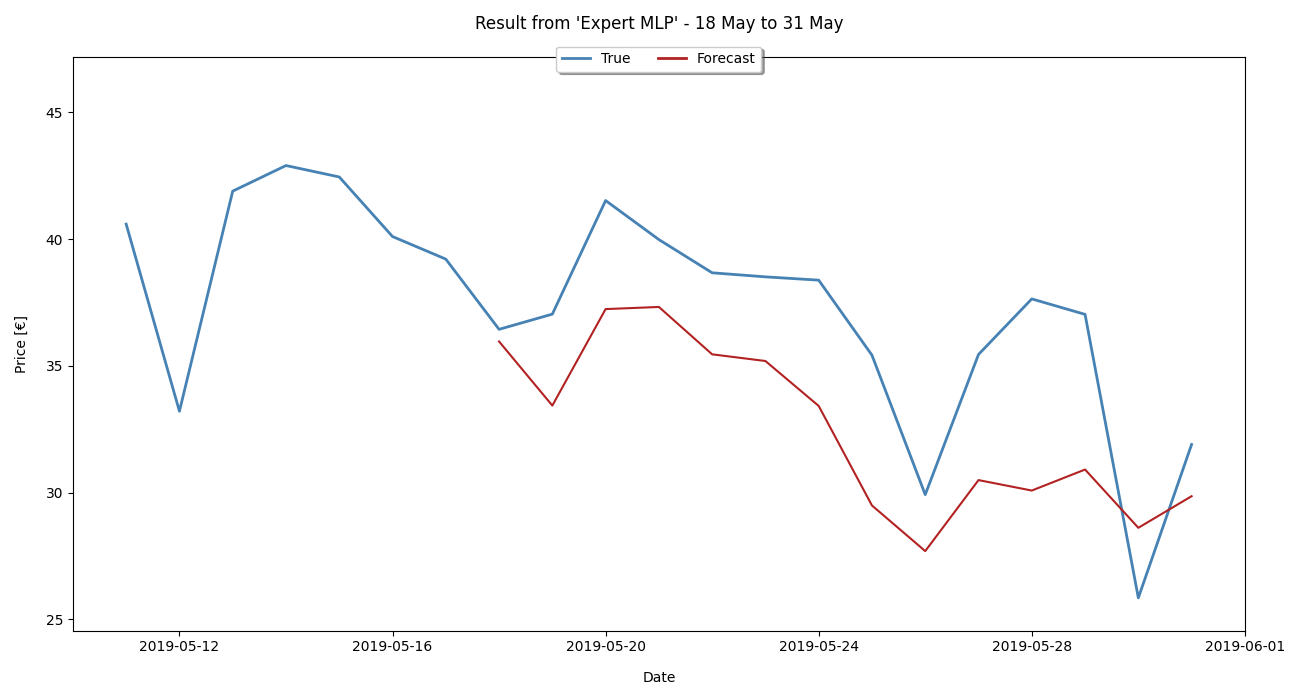 Result from 'Expert MLP' - 18 May to 31 May
True Forecast
45
40
35
30
25
Price [€]
2019-05-12 2019-05-16 2019-05-20 2019-05-24 2019-05-28 2019-06-01
Date